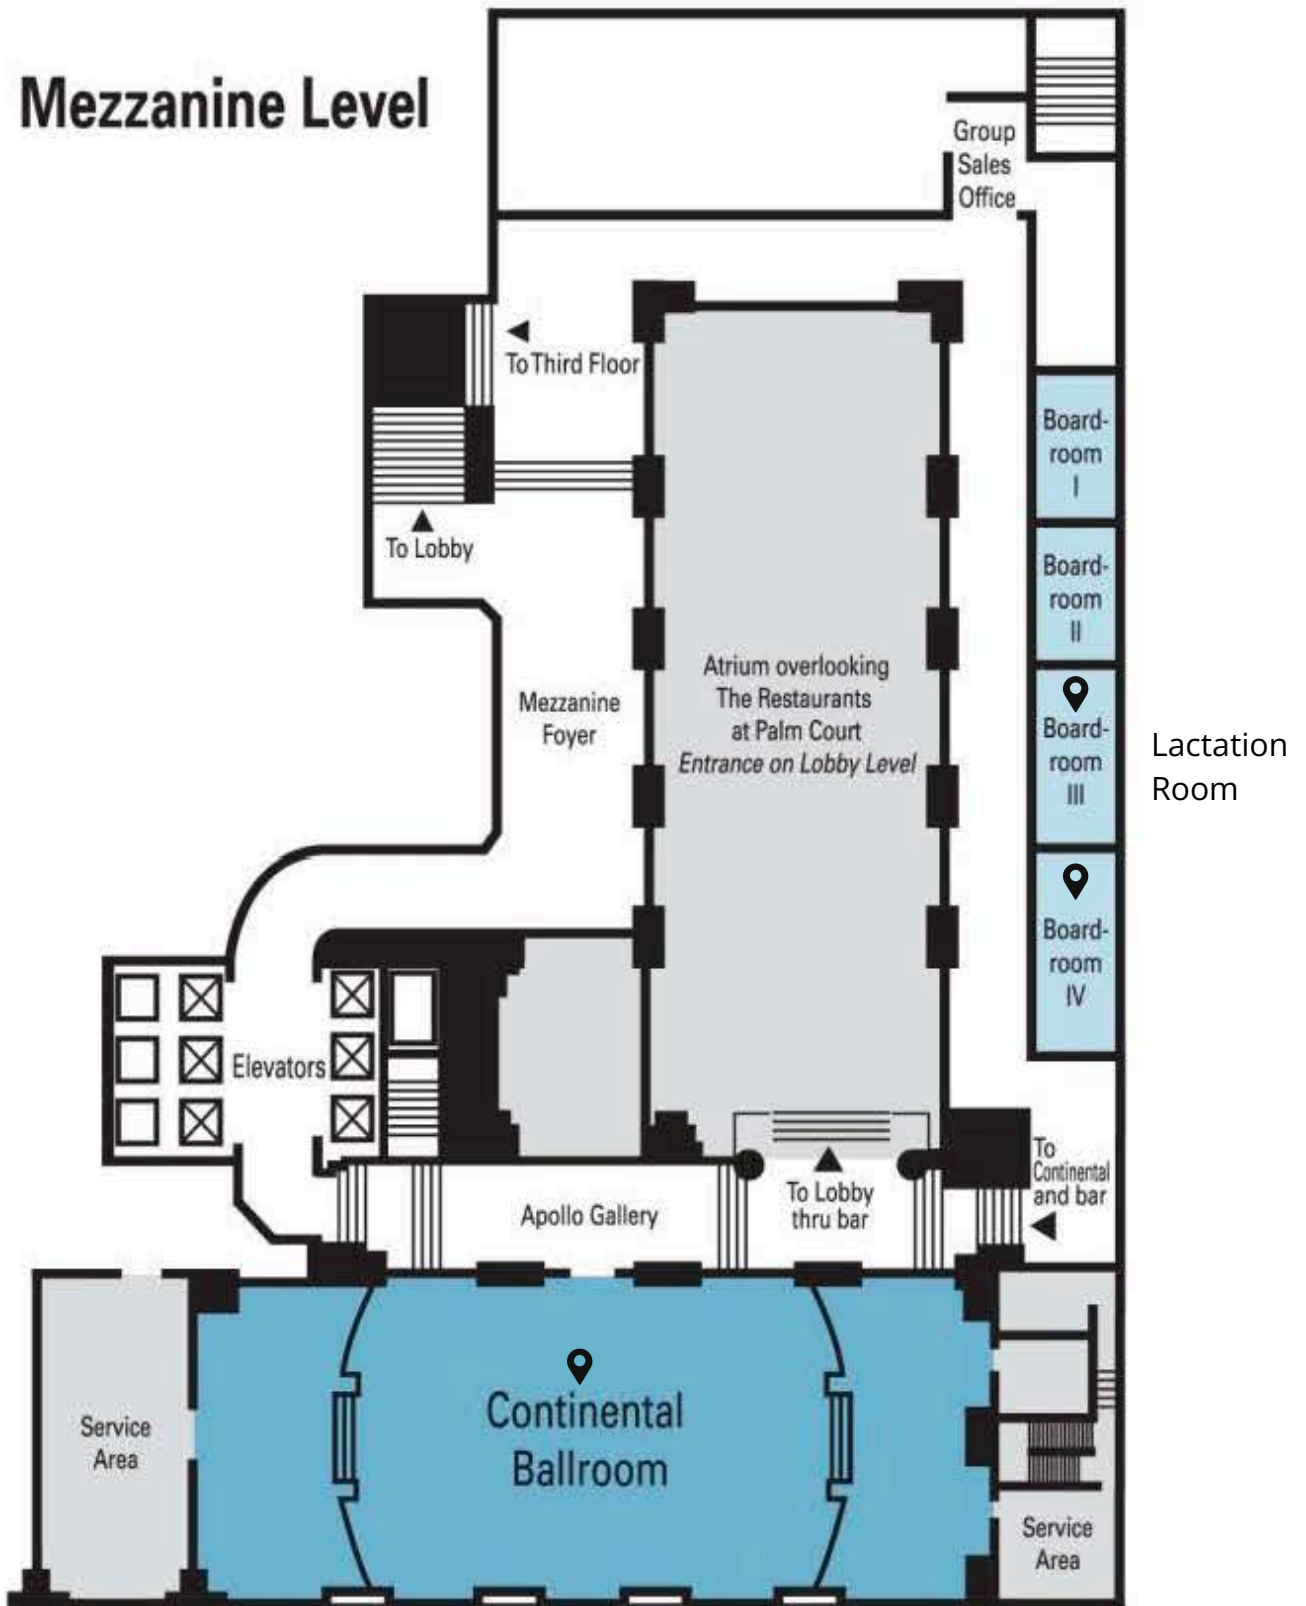 Mezzanine Level
Group
Sales
Office
To Third Floor
To Lobby
Board-
room
I
Board-
room
II
Board-
room
III
Lactation
Room
Board-
room
IV
Mezzanine
Foyer
Atrium overlooking
The Restaurants
at Palm Court
Entrance on Lobby Level
Elevators
To
Continental
and bar
To Lobby
thru bar
Apollo Gallery
Continental
Ballroom
Service
Area
Service
Area